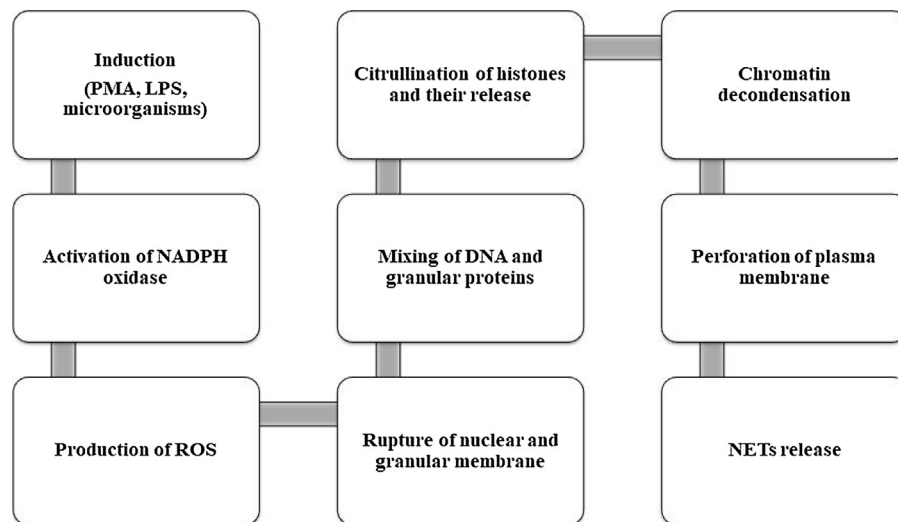 Induction
(PMA, LPS,
microorganisms)
Activation of NADPH
oxidase
Production of ROS
Rupture of nuclear and
granular membrane
Mixing of DNA and
granular proteins
Citrullination of histones
and their release
Chromatin
decondensation
Perforation of plasma
membrane
NETs release